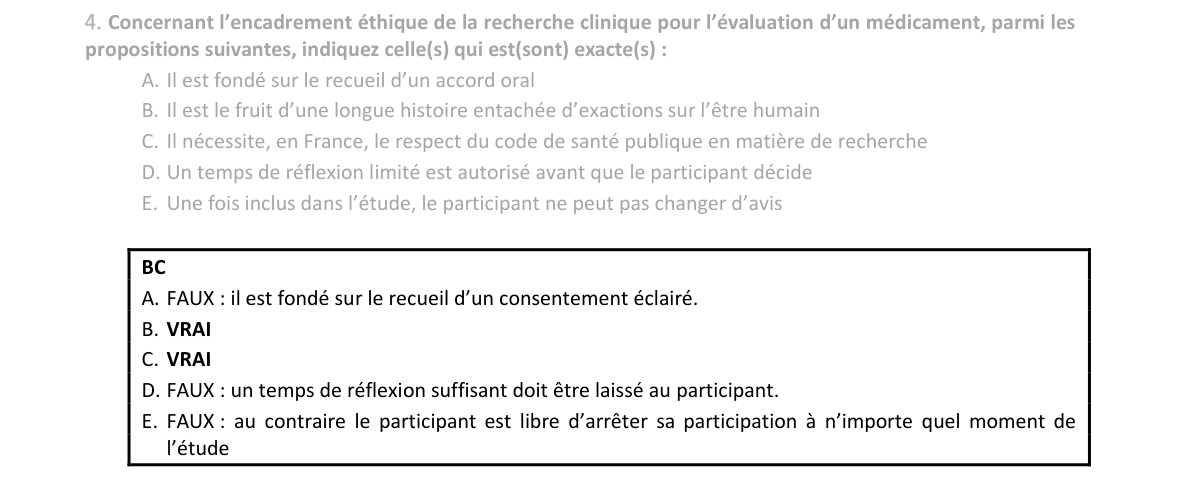 4. Concernant l’encadrement éthique de la recherche clinique pour l’évaluation d’un médicament, parmi les
propositions suivantes, indiquez celle(s) qui est(sont) exacte(s) :
A. Il est fondé sur le recueil d’un accord oral
B. Il est le fruit d’une longue histoire entachée d’exactions sur l’être humain
C. Il nécessite, en France, le respect du code de santé publique en matière de recherche
D. Un temps de réflexion limité est autorisé avant que le participant décide
E. Une fois inclus dans l’étude, le participant ne peut pas changer d’avis
BC
A. FAUX : il est fondé sur le recueil d’un consentement éclairé.
B. VRAI
C. VRAI
D. FAUX : un temps de réflexion suffisant doit être laissé au participant.
E. FAUX : au contraire le participant est libre d’arrêter sa participation à n’importe quel moment de
l’étude